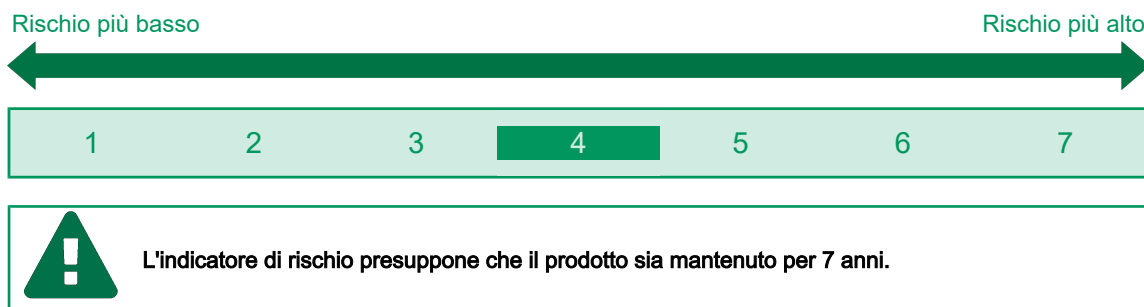 Rischio più basso Rischio più alto
1 2 3 4 5 6 7
L'indicatore di rischio presuppone che il prodotto sia mantenuto per 7 anni.